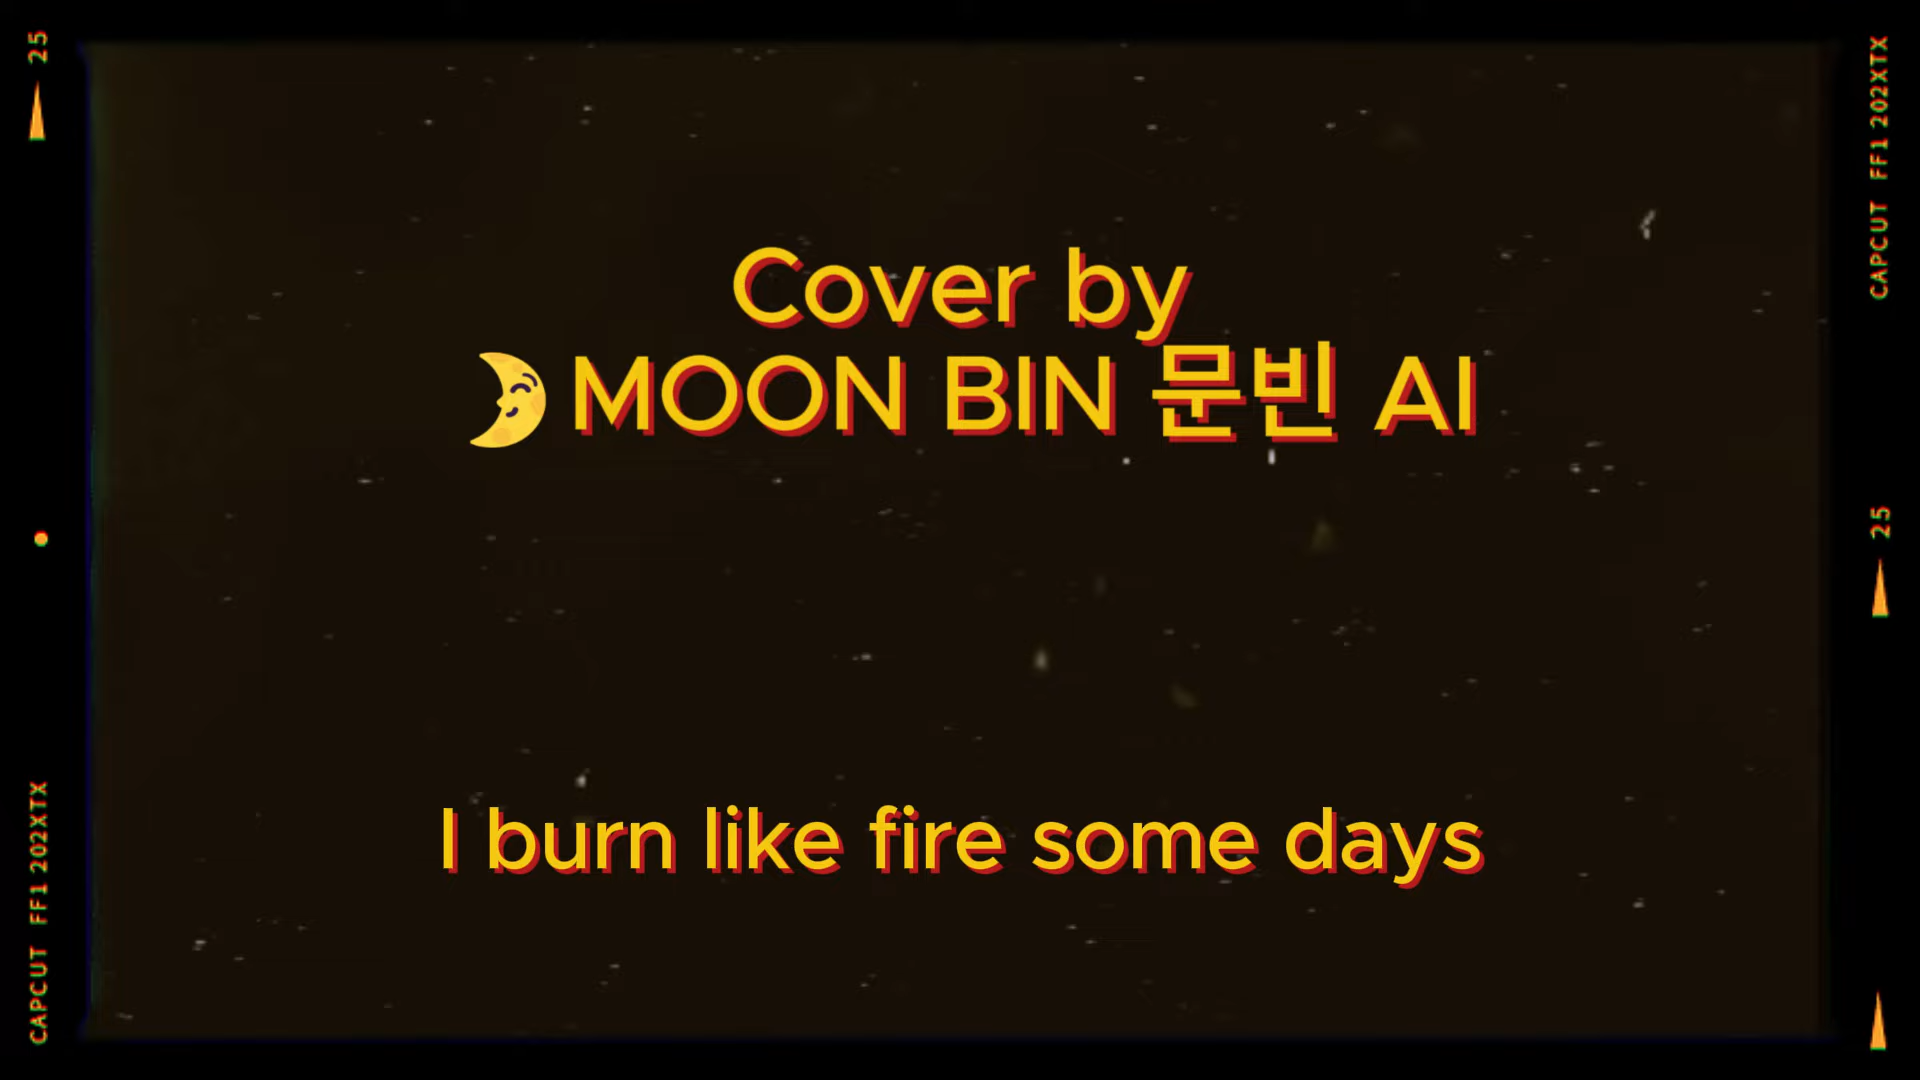 25
CAPCUT FF1 202XTX
Cover by
🌛 MOON BIN 문빈 AI
25
I burn like fire some days
CAPCUT FF1 202XTX